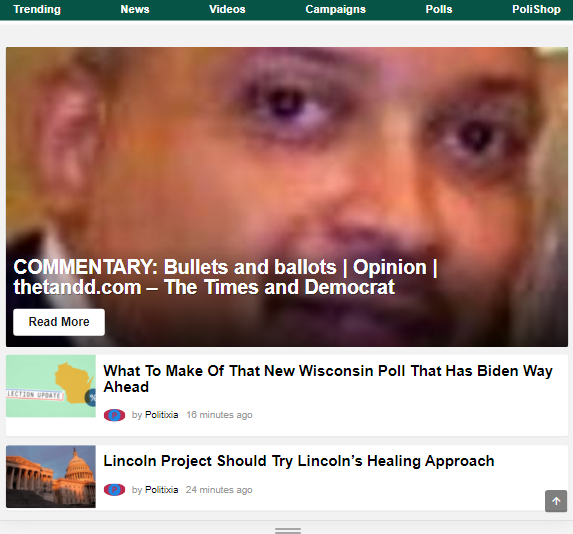 Trending News Videos Campaigns Polls PoliShop
COMMENTARY: Bullets and ballots | Opinion |
thetandd.com – The Times and Democrat
Read More
What To Make Of That New Wisconsin Poll That Has Biden Way
Ahead
LECTION UPDATE
%
by Politixia 16 minutes ago
Lincoln Project Should Try Lincoln's Healing Approach
by Politixia 24 minutes ago